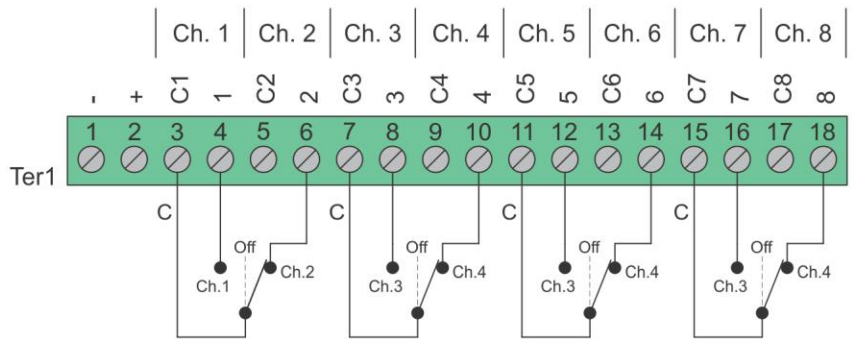 Ch. 1 Ch. 2 Ch. 3 Ch. 4 Ch. 5 Ch. 6 Ch. 7 Ch. 8
- + C1 1 C2 2 C3 3 C4 4 C5 5 C6 6 C7 7 C8 8
1 2 3 4 5 6 7 8 9 10 11 12 13 14 15 16 17 18
Ter1
C C C C
Off Off Off Off
Ch.1 Ch.2 Ch.3 Ch.4 Ch.3 Ch.4 Ch.3 Ch.4